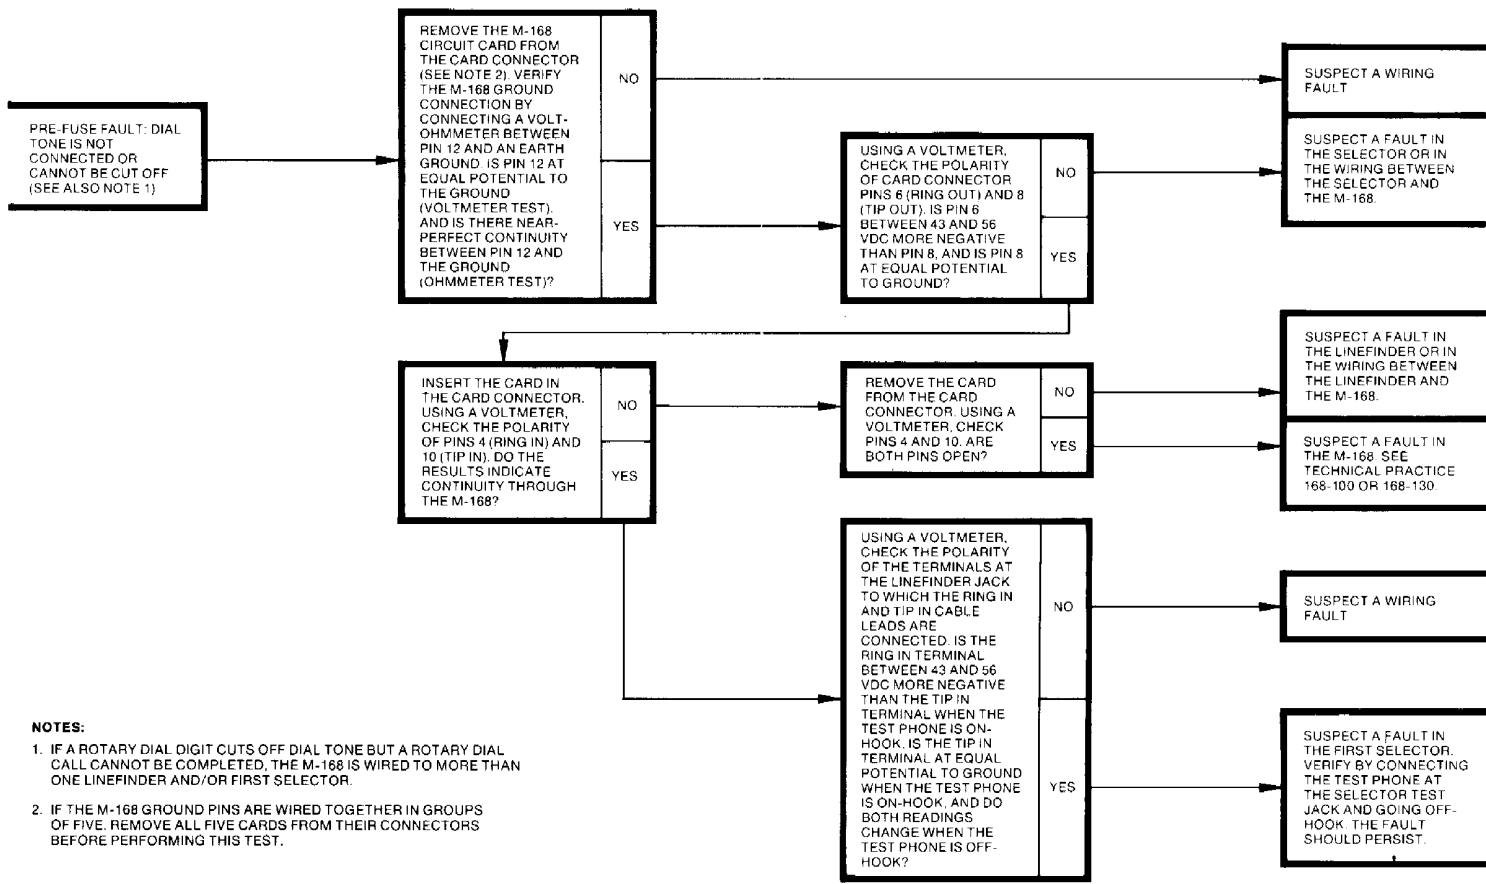 PRE-FUSE FAULT: DIAL
TONE IS NOT
CONNECTED OR
CANNOT BE CUT OFF
(SEE ALSO NOTE 1)
REMOVE THE M-168
CIRCUIT CARD FROM
THE CARD CONNECTOR
(SEE NOTE 2). VERIFY
THE M-168 GROUND
CONNECTION BY
CONNECTING A VOLT-
OHMMETER BETWEEN
PIN 12 AND AN EARTH
GROUND. IS PIN 12 AT
EQUAL POTENTIAL TO
THE GROUND
(VOLTMETER TEST).
AND IS THERE NEAR-
PERFECT CONTINUITY
BETWEEN PIN 12 AND
THE GROUND
(OHMMETER TEST)?
NO
YES
SUSPECT A WIRING
FAULT
USING A VOLTMETER,
CHECK THE POLARITY
OF CARD CONNECTOR
PINS 6 (RING OUT) AND 8
(TIP OUT). IS PIN 6
BETWEEN 43 AND 56
VDC MORE NEGATIVE
THAN PIN 8, AND IS PIN 8
AT EQUAL POTENTIAL
TO GROUND?
NO
YES
SUSPECT A FAULT IN
THE SELECTOR OR IN
THE WIRING BETWEEN
THE SELECTOR AND
THE M-168.
INSERT THE CARD IN
THE CARD CONNECTOR.
USING A VOLTMETER,
CHECK THE POLARITY
OF PINS 4 (RING IN) AND
10 (TIP IN). DO THE
RESULTS INDICATE
CONTINUITY THROUGH
THE M-168?
NO
YES
REMOVE THE CARD
FROM THE CARD
CONNECTOR. USING A
VOLTMETER, CHECK
PINS 4 AND 10. ARE
BOTH PINS OPEN?
NO
YES
SUSPECT A FAULT IN
THE LINEFINDER OR IN
THE WIRING BETWEEN
THE LINEFINDER AND
THE M-168.
SUSPECT A FAULT IN
THE M-168. SEE
TECHNICAL PRACTICE
168-100 OR 168-130.
USING A VOLTMETER,
CHECK THE POLARITY
OF THE TERMINALS AT
THE LINEFINDER JACK
TO WHICH THE RING IN
AND TIP IN CABLE
LEADS ARE
CONNECTED. IS THE
RING IN TERMINAL
BETWEEN 43 AND 56
VDC MORE NEGATIVE
THAN THE TIP IN
TERMINAL WHEN THE
TEST PHONE IS ON-
HOOK, IS THE TIP IN
TERMINAL AT EQUAL
POTENTIAL TO GROUND
WHEN THE TEST PHONE
IS ON-HOOK, AND DO
BOTH READINGS
CHANGE WHEN THE
TEST PHONE IS OFF-
HOOK?
NO
YES
SUSPECT A WIRING
FAULT
SUSPECT A FAULT IN
THE FIRST SELECTOR.
VERIFY BY CONNECTING
THE TEST PHONE AT
THE SELECTOR TEST
JACK AND GOING OFF-
HOOK. THE FAULT
SHOULD PERSIST.
NOTES:
1. IF A ROTARY DIAL DIGIT CUTS OFF DIAL TONE BUT A ROTARY DIAL
CALL CANNOT BE COMPLETED, THE M-168 IS WIRED TO MORE THAN
ONE LINEFINDER AND/OR FIRST SELECTOR.
2. IF THE M-168 GROUND PINS ARE WIRED TOGETHER IN GROUPS
OF FIVE, REMOVE ALL FIVE CARDS FROM THEIR CONNECTORS
BEFORE PERFORMING THIS TEST.